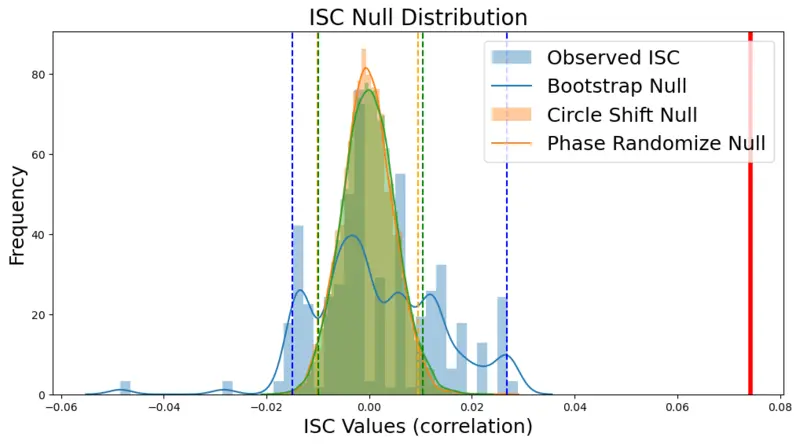 ISC Null Distribution
Frequency
80
60
40
20
0
Observed ISC
Bootstrap Null
Circle Shift Null
Phase Randomize Null
−0.06 −0.04 −0.02 0.00 0.02 0.04 0.06 0.08
ISC Values (correlation)